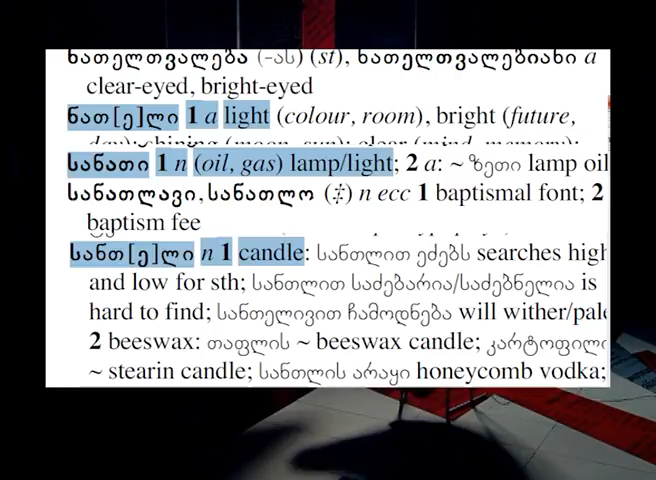 ნათელთვალება (-ას) (st), ნათელთვალებიანი a
clear-eyed, bright-eyed
ნათ[ე]ლი 1 a light (colour, room), bright (future,
სანათი 1 n (oil, gas) lamp/light; 2 a: ~ ზეთი lamp oil
სანათლავი, სანათლო (‡) n ecc 1 baptismal font; 2
baptism fee
სანთ[ე]ლი n 1 candle: სანთლით ეძებს searches high
and low for sth; სანთლით საძებარია/საძებნელია is
hard to find; სანთელივით ჩამოდნება will wither/pale
2 beeswax: თაფლის ~ beeswax candle; კარტოფილი
~ stearin candle; სანთლის არაყი honeycomb vodka;